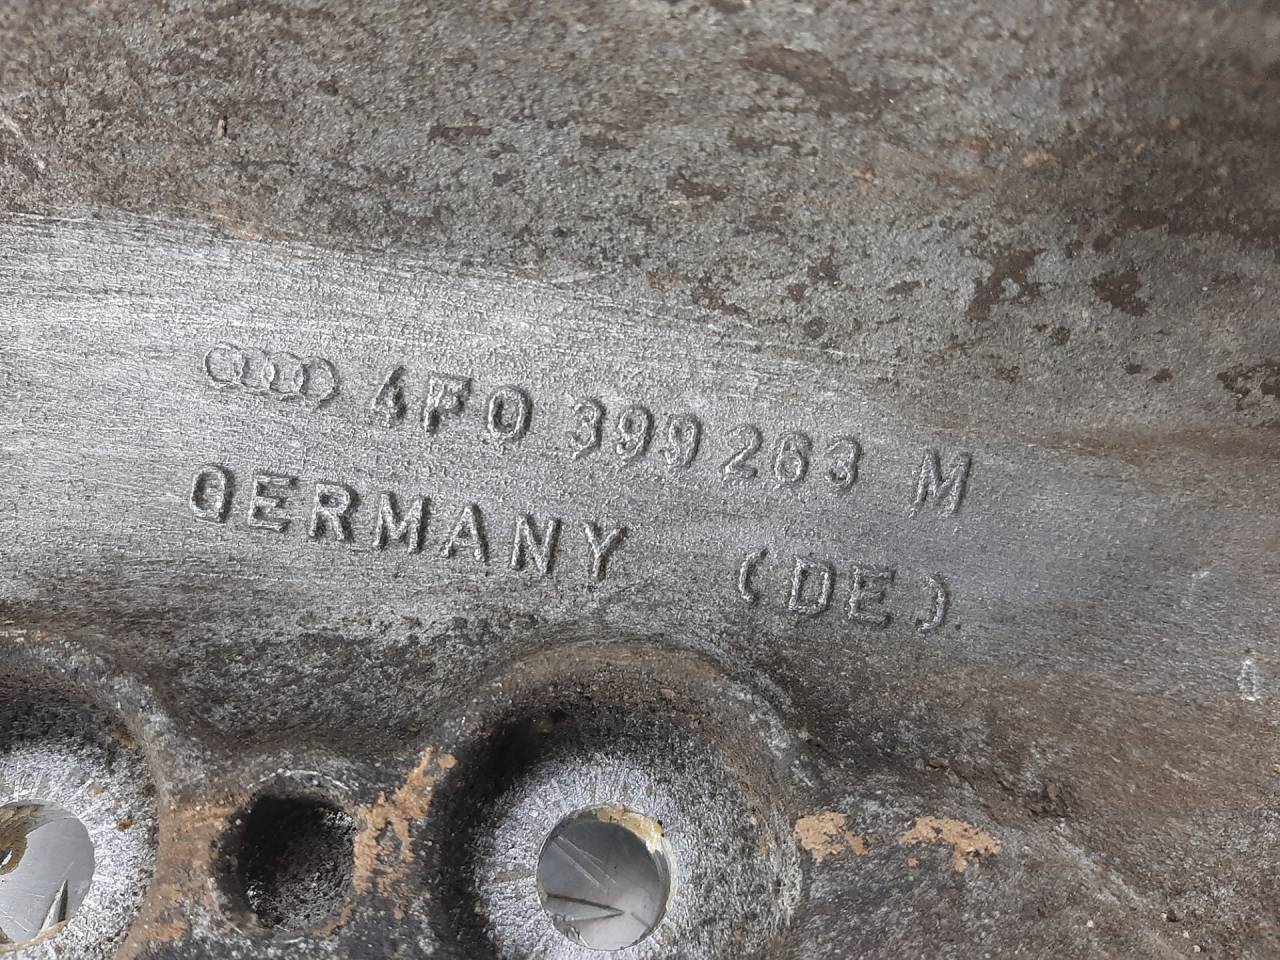 4F0 399 263 M
GERMANY (DE).